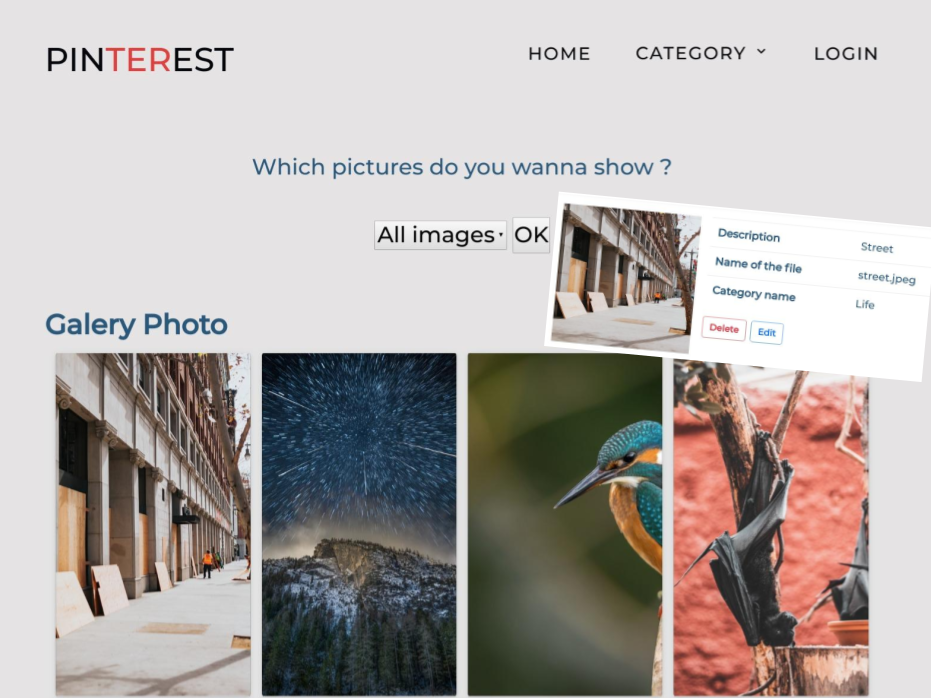 PINTEREST
HOME CATEGORY LOGIN
Which pictures do you wanna show ?
All images OK
Description Street
Name of the file street.jpeg
Category name Life
Delete Edit
Galery Photo